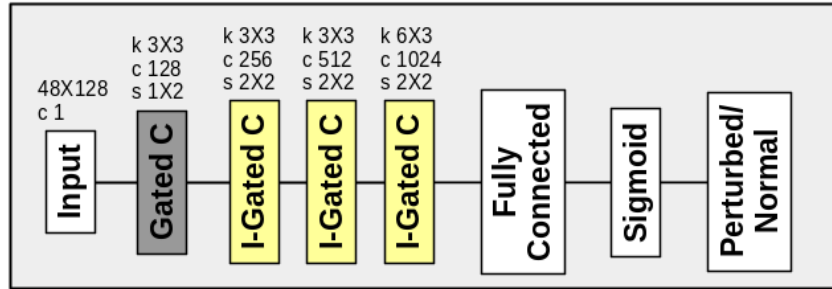 48X128
c 1
Input
k 3X3
c 128
s 1X2
Gated C
k 3X3
c 256
s 2X2
I-Gated C
k 3X3
c 512
s 2X2
I-Gated C
k 6X3
c 1024
s 2X2
I-Gated C
Fully
Connected
Sigmoid
Perturbed/
Normal